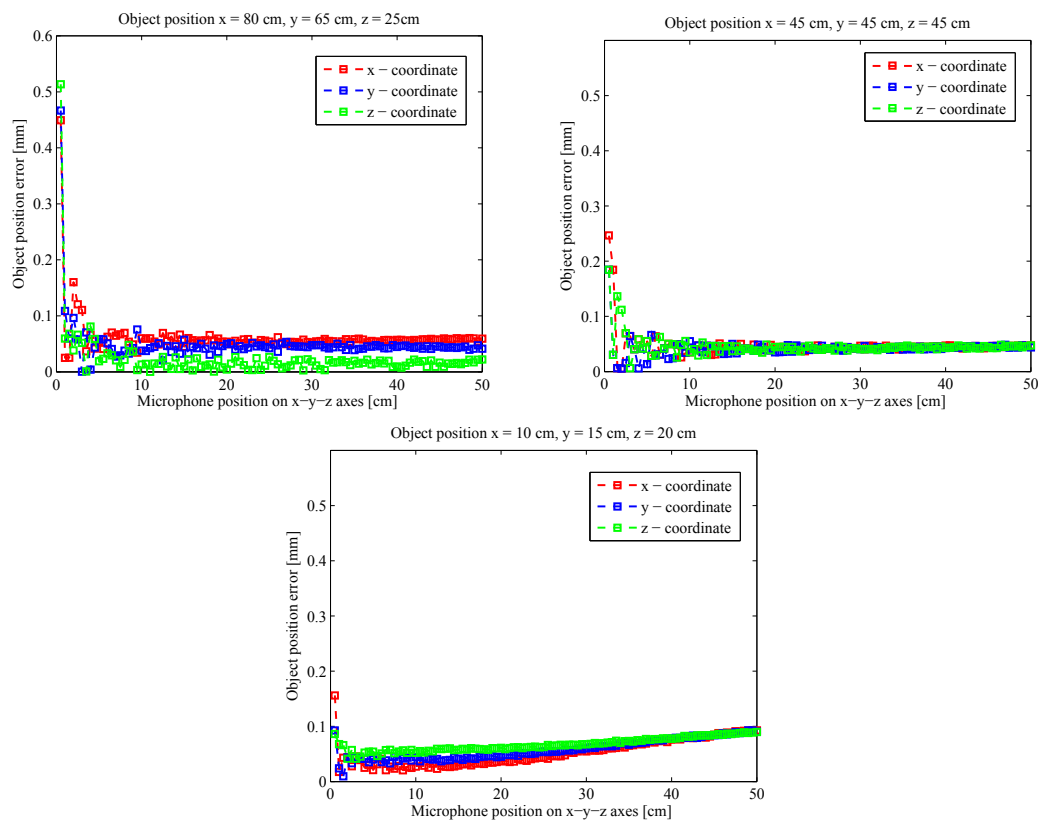 Object position x = 80 cm, y = 65 cm, z = 25cm
0.6
0.5
0.4
0.3
0.2
0.1
0
Object position error [mm]
x − coordinate
y − coordinate
z − coordinate
0 10 20 30 40 50
Microphone position on x−y−z axes [cm]
Object position x = 45 cm, y = 45 cm, z = 45 cm
0.5
0.4
0.3
0.2
0.1
0
Object position error [mm]
x − coordinate
y − coordinate
z − coordinate
0 10 20 30 40 50
Microphone position on x−y−z axes [cm]
Object position x = 10 cm, y = 15 cm, z = 20 cm
0.5
0.4
0.3
0.2
0.1
0
Object position error [mm]
x − coordinate
y − coordinate
z − coordinate
0 10 20 30 40 50
Microphone position on x−y−z axes [cm]